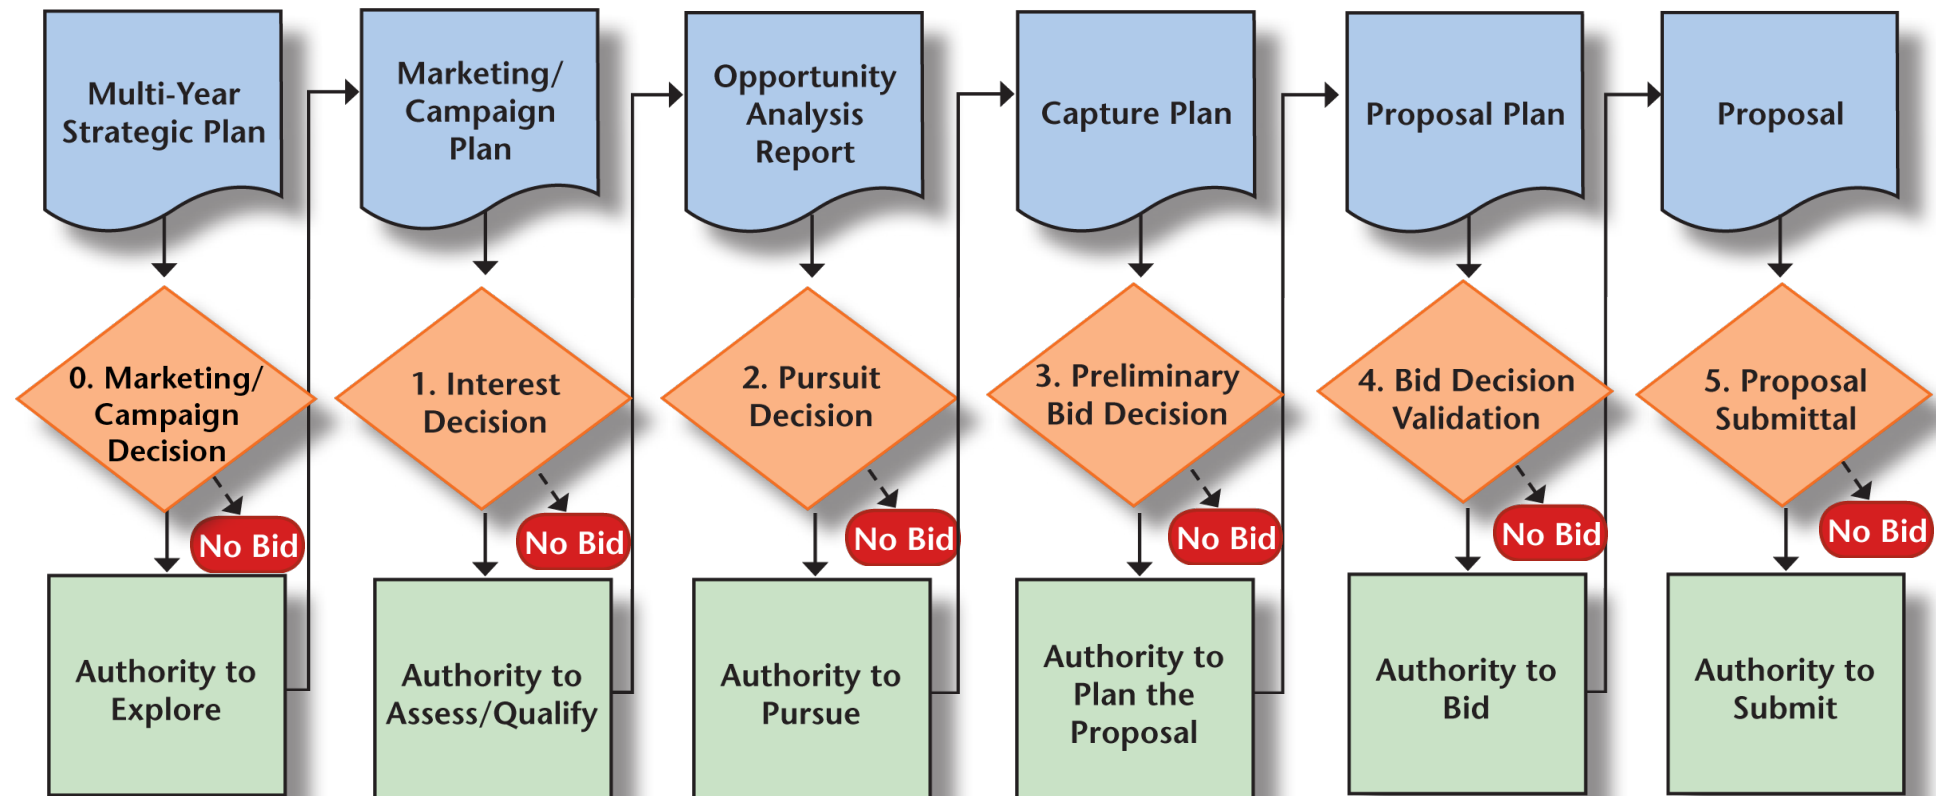 Multi-Year
Strategic Plan
Marketing/
Campaign
Plan
Opportunity
Analysis
Report
Capture Plan
Proposal Plan
Proposal
0. Marketing/
Campaign
Decision
1. Interest
Decision
2. Pursuit
Decision
3. Preliminary
Bid Decision
4. Bid Decision
Validation
5. Proposal
Submittal
No Bid
No Bid
No Bid
No Bid
No Bid
No Bid
Authority to
Explore
Authority to
Assess/Qualify
Authority to
Pursue
Authority to
Plan the
Proposal
Authority to
Bid
Authority to
Submit